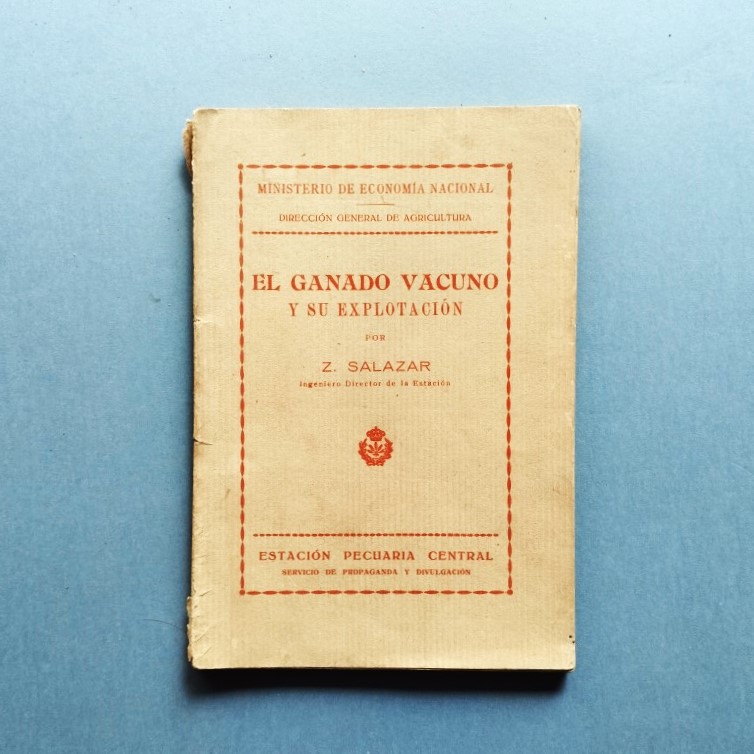 MINISTERIO DE ECONOMÍA NACIONAL
DIRECCIÓN GENERAL DE AGRICULTURA
EL GANADO VACUNO
Y SU EXPLOTACIÓN
POR
Z. SALAZAR
Ingeniero Director de la Estación
ESTACIÓN PECUARIA CENTRAL
SERVICIO DE PROPAGANDA Y DIVULGACIÓN